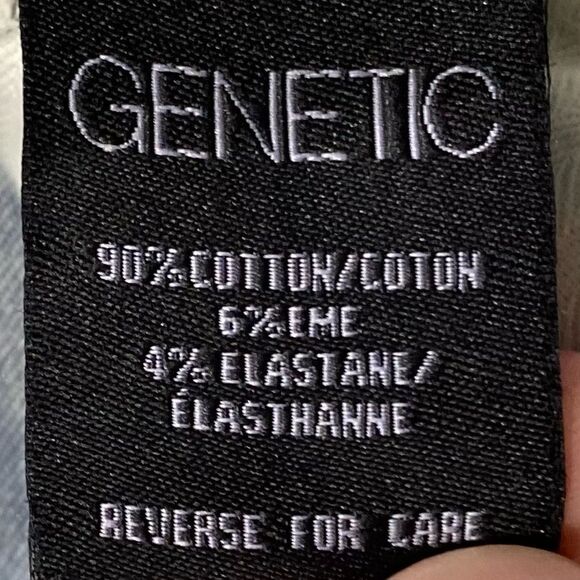 GENETIC
90% COTTON/COTON
6% EME
4% ELASTANE/
ÉLASTHANNE
REVERSE FOR CARE